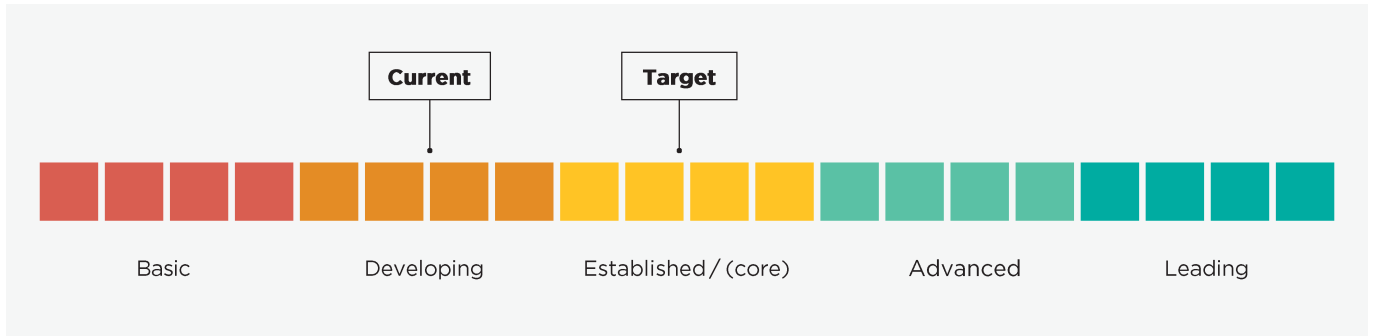 Current
Target
Basic
Developing
Established / (core)
Advanced
Leading